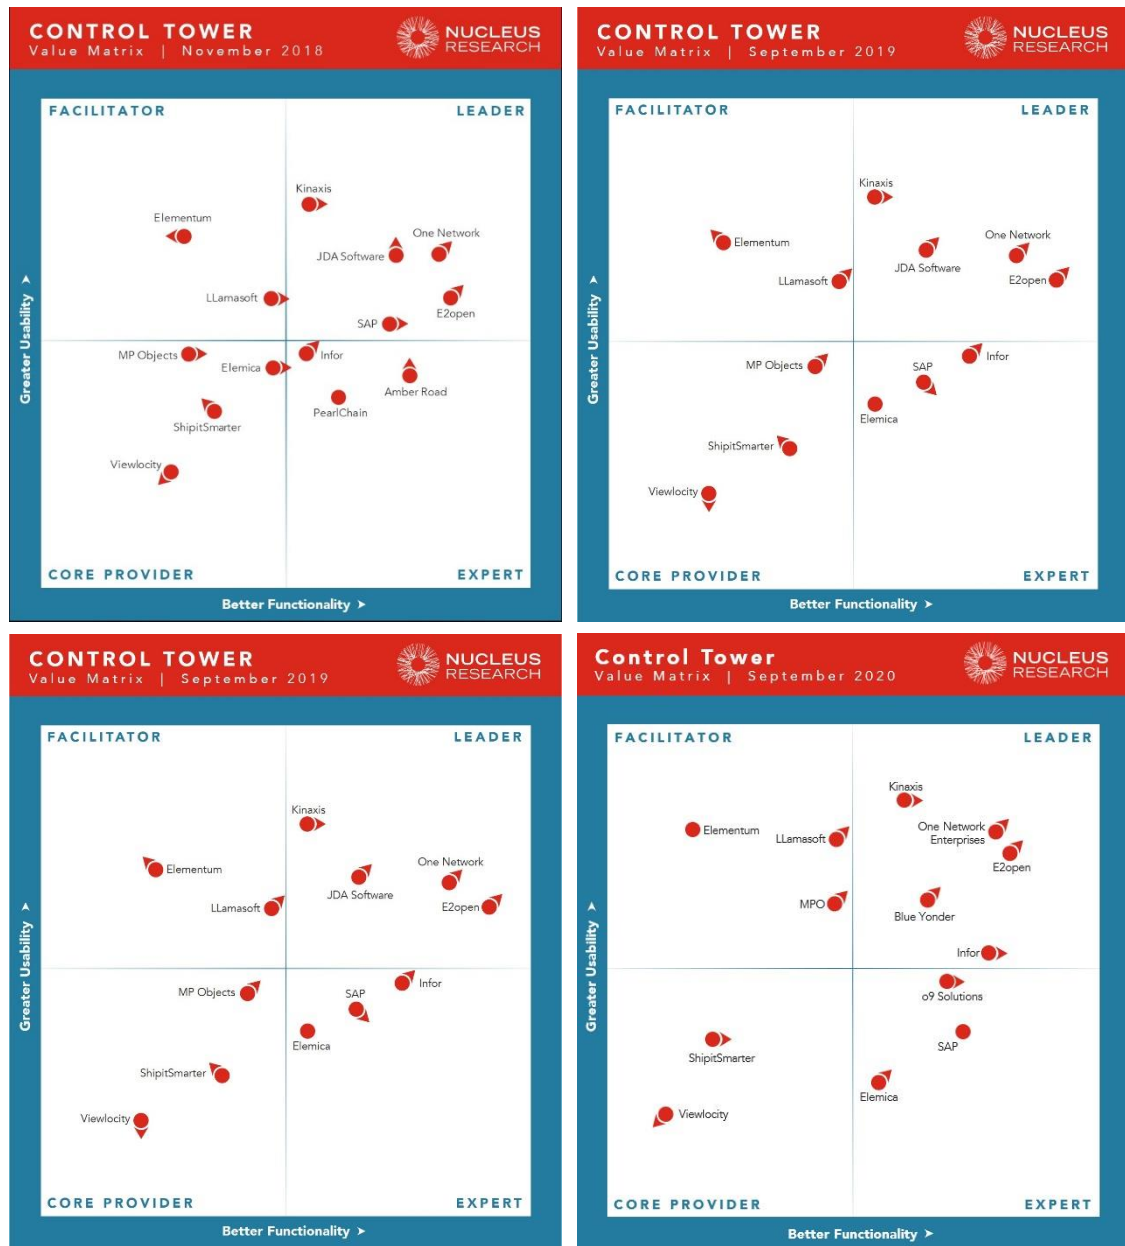 CONTROL TOWER
Value Matrix | November 2018
NUCLEUS
RESEARCH
FACILITATOR
LEADER
Kinaxis
Elementum
One Network
JDA Software
LLamasoft
E2open
SAP
MP Objects
Infor
Elemica
Amber Road
PearlChain
ShipitSmarter
Viewlocity
CORE PROVIDER
EXPERT
Greater Usability ➤
Better Functionality ➤
CONTROL TOWER
Value Matrix | September 2019
NUCLEUS
RESEARCH
FACILITATOR
LEADER
Kinaxis
Elementum
One Network
JDA Software
LLamasoft
E2open
Infor
MP Objects
SAP
Elemica
ShipitSmarter
Viewlocity
CORE PROVIDER
EXPERT
Greater Usability ➤
Better Functionality ➤
CONTROL TOWER
Value Matrix | September 2019
NUCLEUS
RESEARCH
FACILITATOR
LEADER
Kinaxis
One Network
Elementum
JDA Software
LLamasoft
E2open
Infor
MP Objects
SAP
Elemica
ShipitSmarter
Viewlocity
CORE PROVIDER
EXPERT
Greater Usability ➤
Better Functionality ➤
Control Tower
Value Matrix | September 2020
NUCLEUS
RESEARCH
FACILITATOR
LEADER
Kinaxis
Elementum
LLamasoft
One Network
Enterprises
E2open
MPO
Blue Yonder
Infor
o9 Solutions
SAP
ShipitSmarter
Elemica
Viewlocity
CORE PROVIDER
EXPERT
Greater Usability ➤
Better Functionality ➤